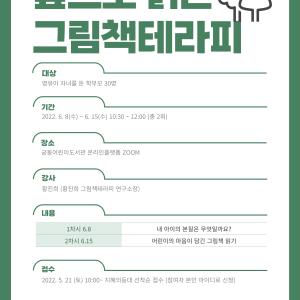 숲으로 읽는
그림책테라피
대상
영유아 자녀를 둔 학부모 30명
기간
2022. 6. 8(수) ~ 6. 15(수) 10:30 ~ 12:00 (총 2회)
장소
궁동어린이도서관 온라인플랫폼 ZOOM
강사
황진희 (황진희 그림책테라피 연구소장)
내용
1차시 6.8 내 아이의 본질은 무엇일까요?
2차시 6.15 어린이의 마음이 담긴 그림책 읽기
접수
2022. 5. 21 (토) 10:00~ 지혜의등대 선착순 접수 (참여자 본인 아이디로 신청)